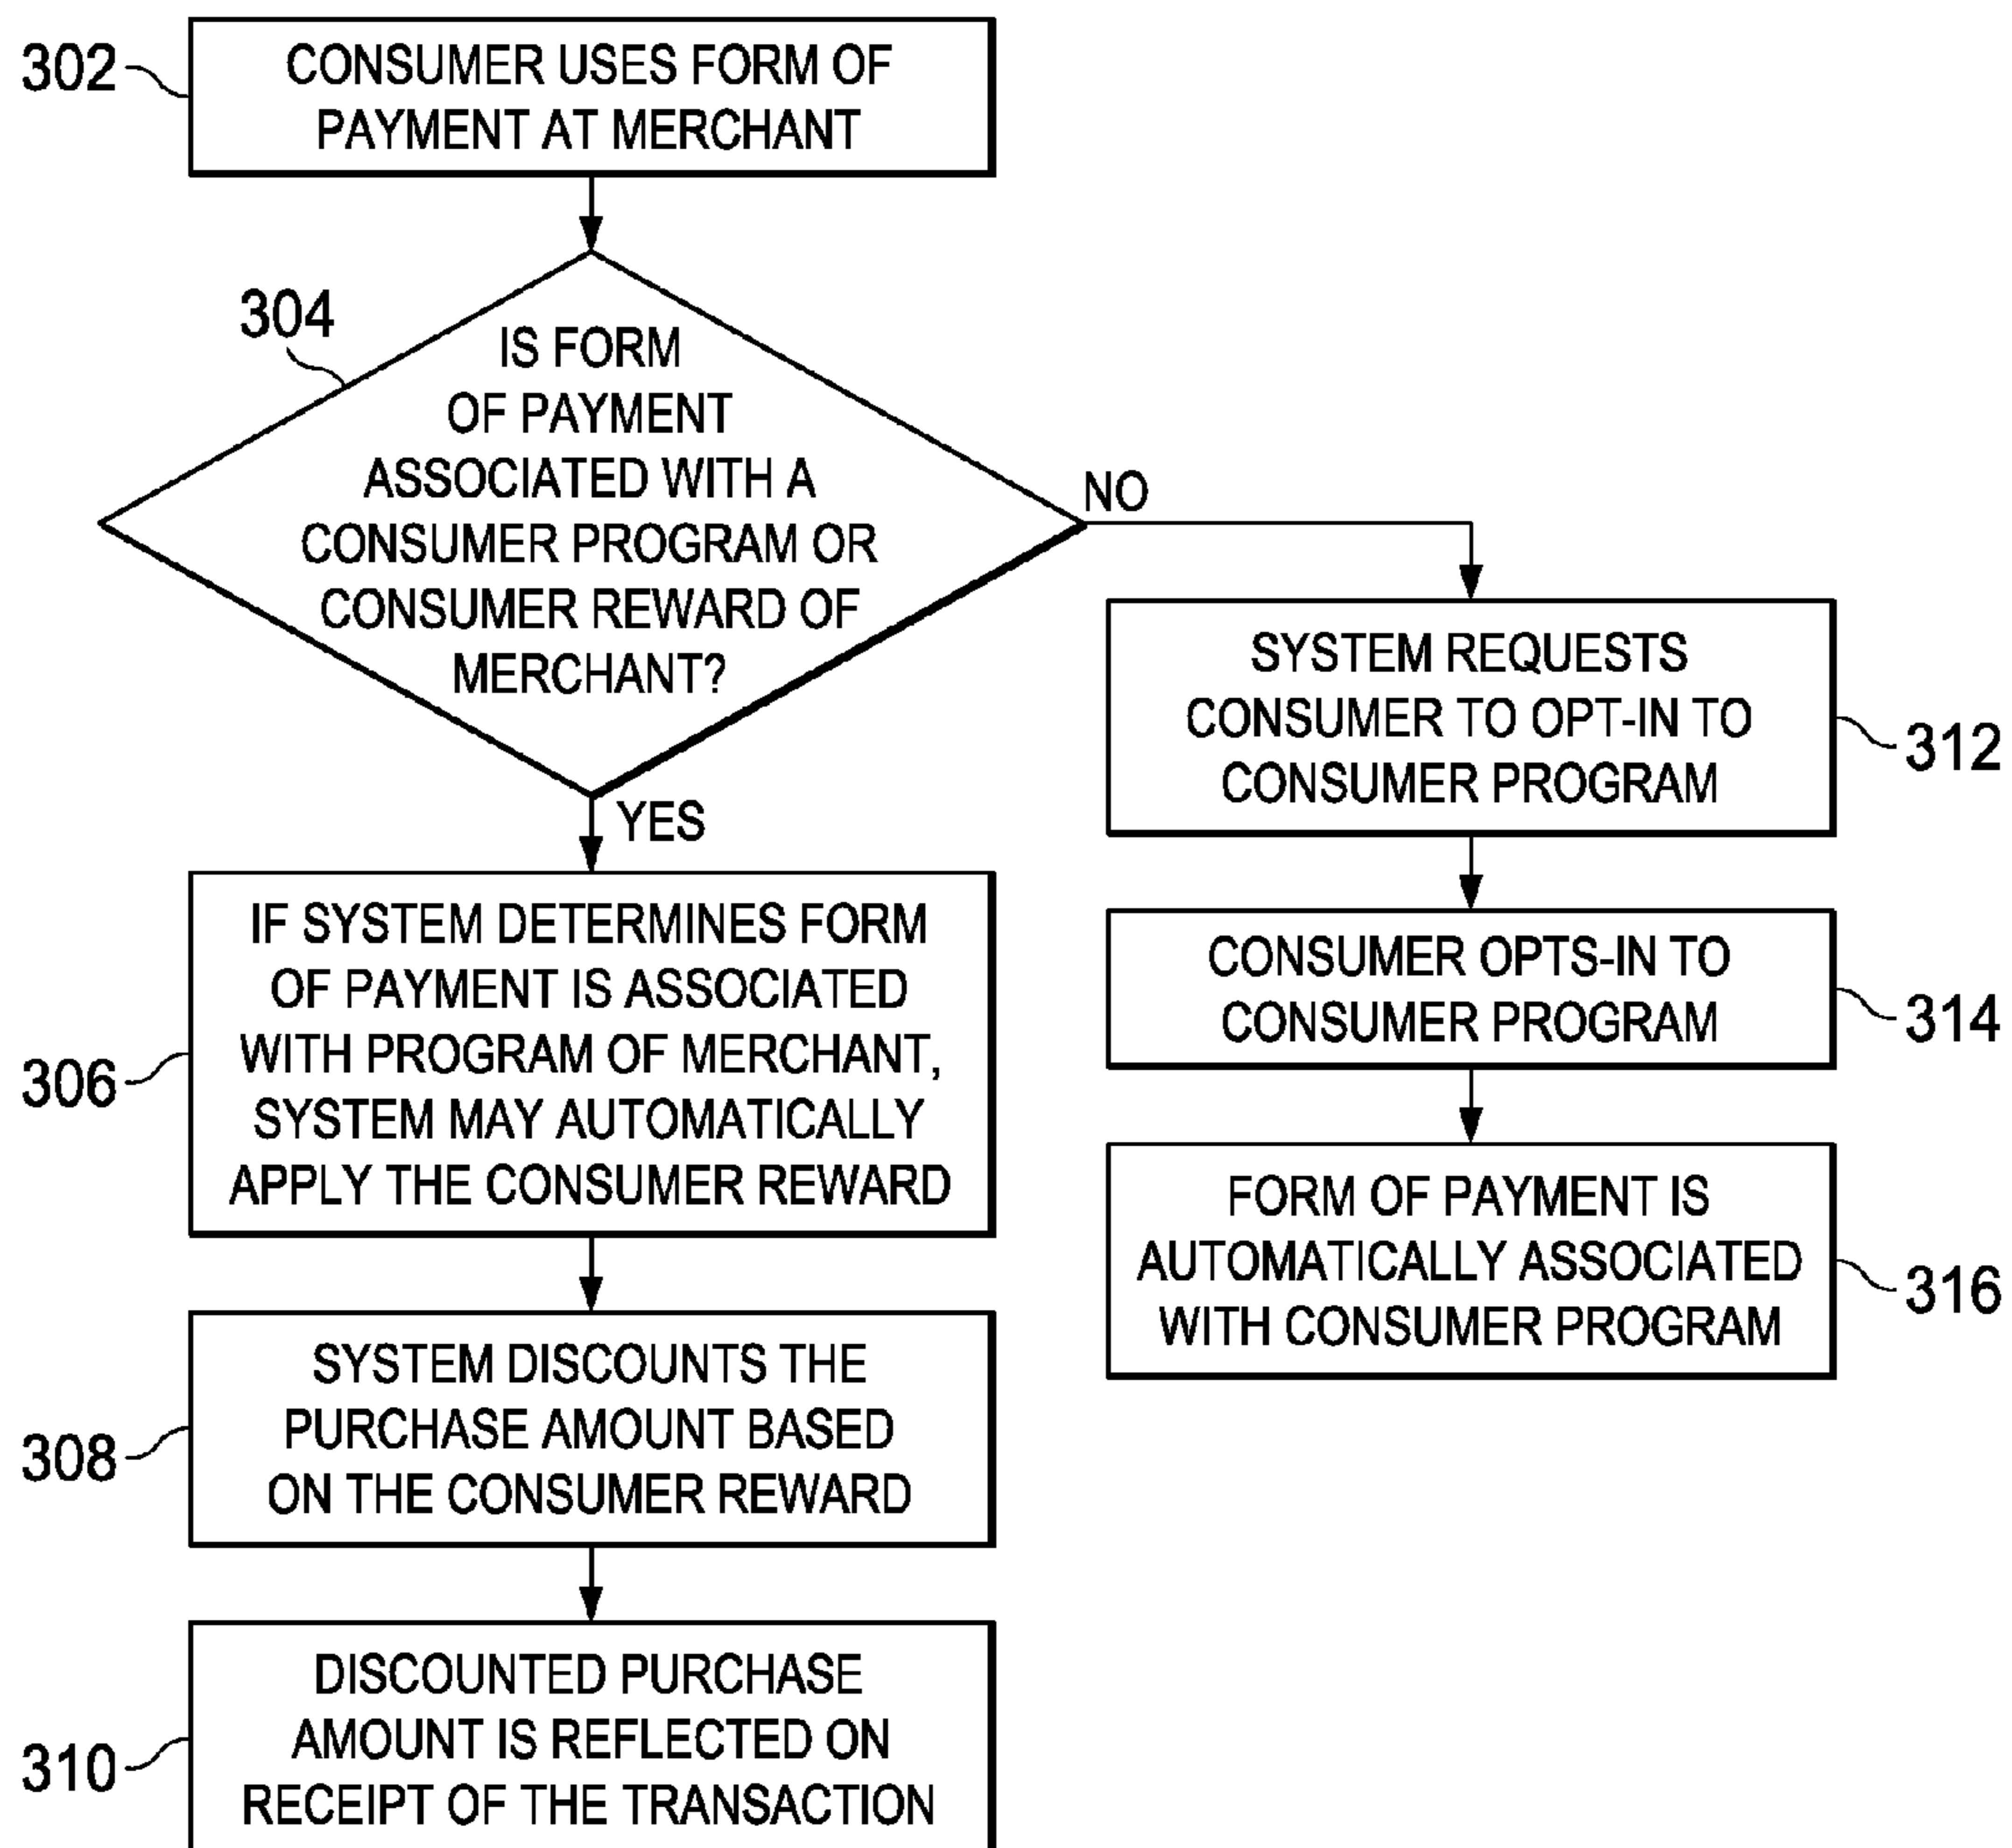 302
CONSUMER USES FORM OF
PAYMENT AT MERCHANT
304
IS FORM
OF PAYMENT
ASSOCIATED WITH A
CONSUMER PROGRAM OR
CONSUMER REWARD OF
MERCHANT?
NO
YES
306
IF SYSTEM DETERMINES FORM
OF PAYMENT IS ASSOCIATED
WITH PROGRAM OF MERCHANT,
SYSTEM MAY AUTOMATICALLY
APPLY THE CONSUMER REWARD
308
SYSTEM DISCOUNTS THE
PURCHASE AMOUNT BASED
ON THE CONSUMER REWARD
310
DISCOUNTED PURCHASE
AMOUNT IS REFLECTED ON
RECEIPT OF THE TRANSACTION
SYSTEM REQUESTS
CONSUMER TO OPT-IN TO
CONSUMER PROGRAM
312
CONSUMER OPTS-IN TO
CONSUMER PROGRAM
314
FORM OF PAYMENT IS
AUTOMATICALLY ASSOCIATED
WITH CONSUMER PROGRAM
316